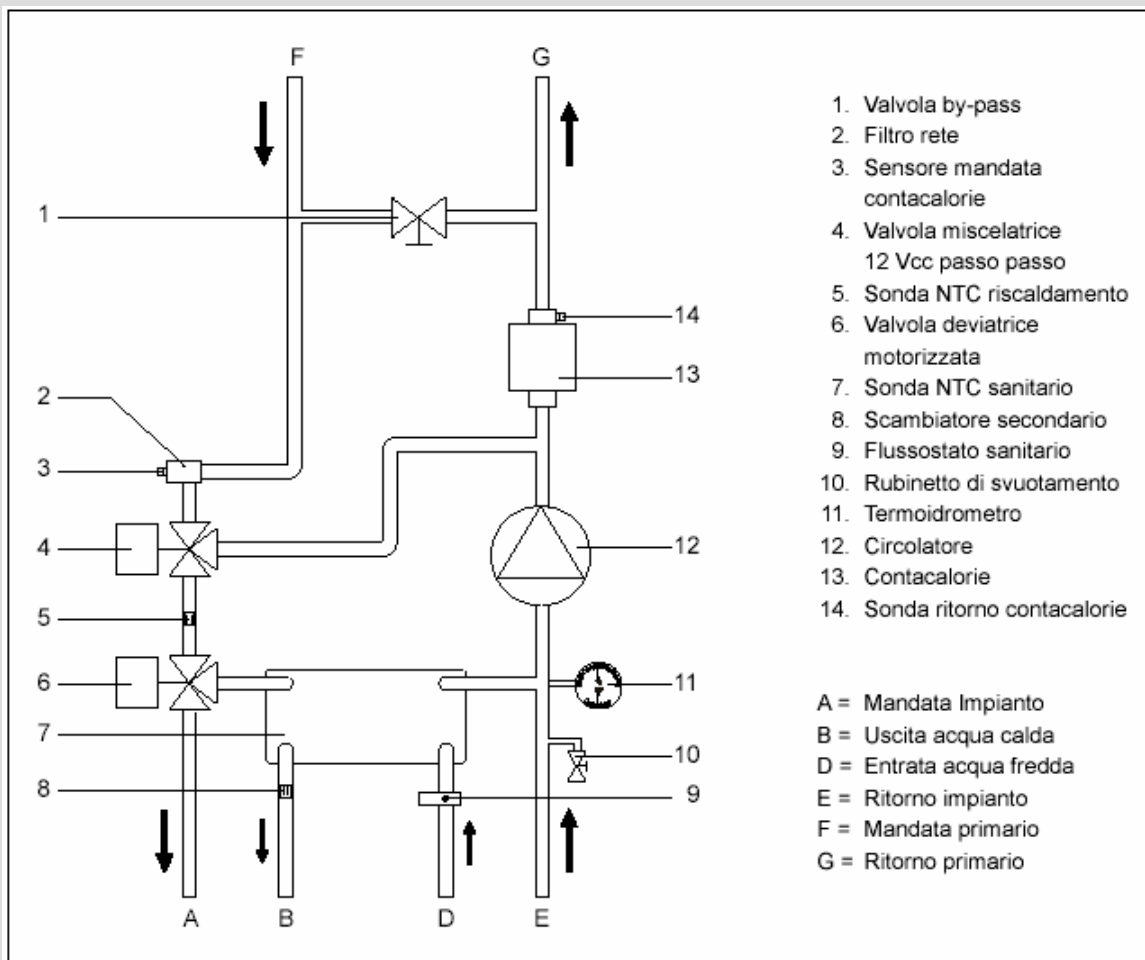 F
G
1
14
13
2
3
4
12
5
6
11
7
10
8
9
A
B
D
E
1. Valvola by-pass
2. Filtro rete
3. Sensore mandata
contacalorie
4. Valvola miscelatrice
12 Vcc passo passo
5. Sonda NTC riscaldamento
6. Valvola deviatrice
motorizzata
7. Sonda NTC sanitario
8. Scambiatore secondario
9. Flussostato sanitario
10. Rubinetto di svuotamento
11. Termoidrometro
12. Circolatore
13. Contacalorie
14. Sonda ritorno contacalorie
A = Mandata Impianto
B = Uscita acqua calda
D = Entrata acqua fredda
E = Ritorno impianto
F = Mandata primario
G = Ritorno primario